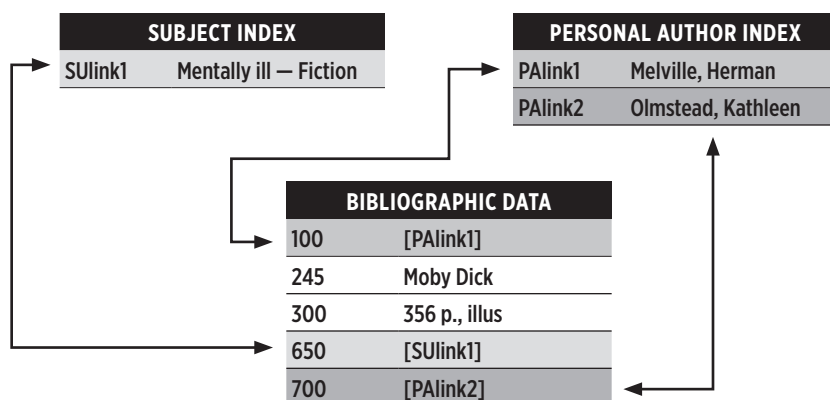 SUBJECT INDEX
SUlink1 Mentally ill — Fiction
PERSONAL AUTHOR INDEX
PAlink1 Melville, Herman
PAlink2 Olmstead, Kathleen
BIBLIOGRAPHIC DATA
100 [PAlink1]
245 Moby Dick
300 356 p., illus
650 [SUlink1]
700 [PAlink2]